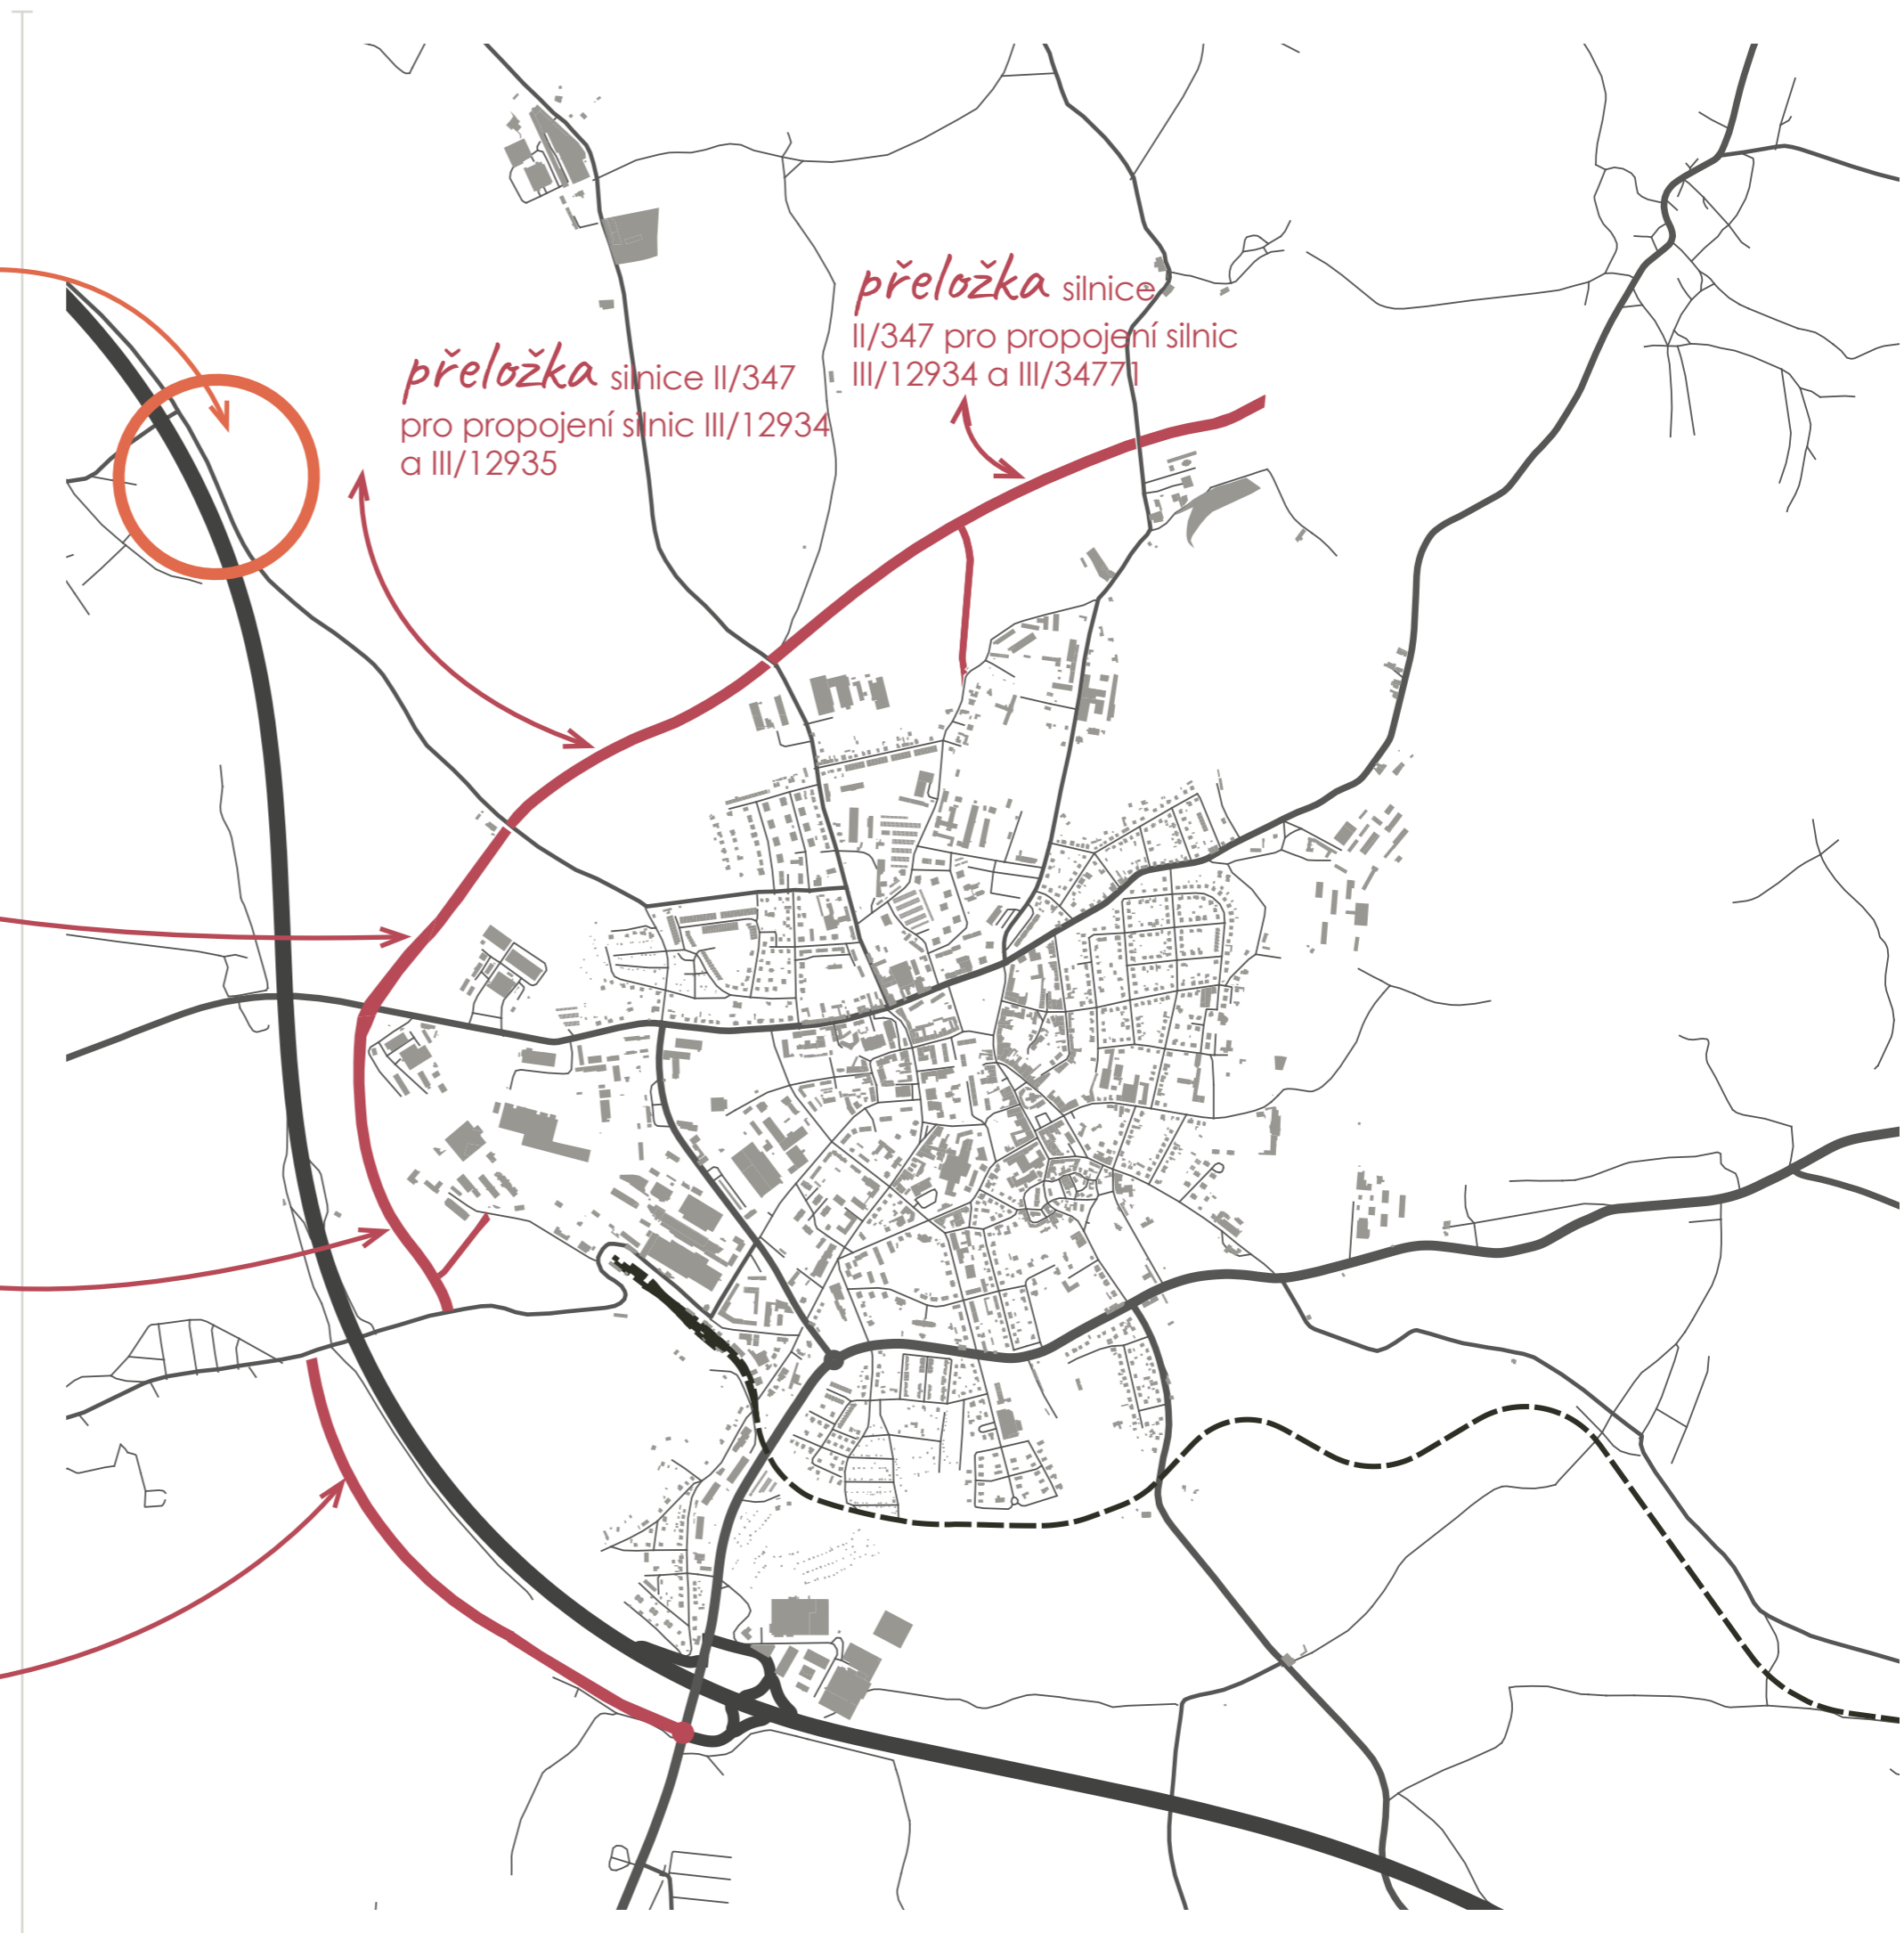 přeložka silnice II/347
pro propojení silnic III/12934
a III/12935
přeložka silnice
II/347 pro propojení silnic
III/12934 a III/34771